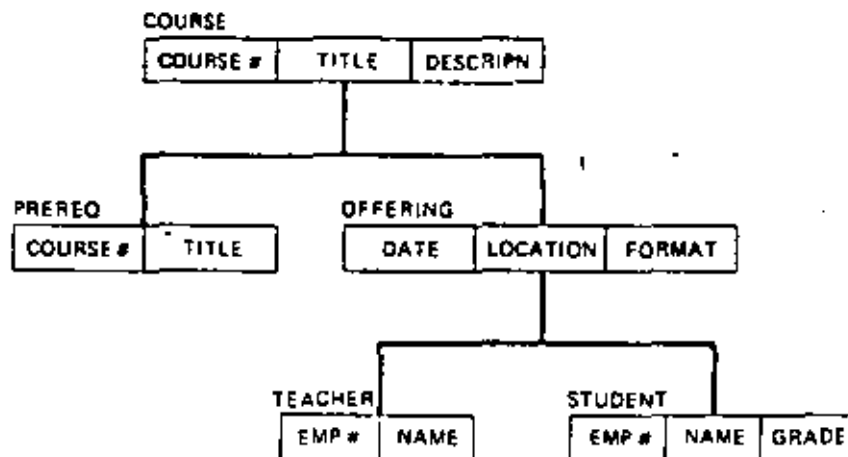 COURSE
COURSE # TITLE DESCRIPN
PREREQ OFFERING
COURSE # TITLE DATE LOCATION FORMAT
TEACHER STUDENT
EMP # NAME EMP # NAME GRADE